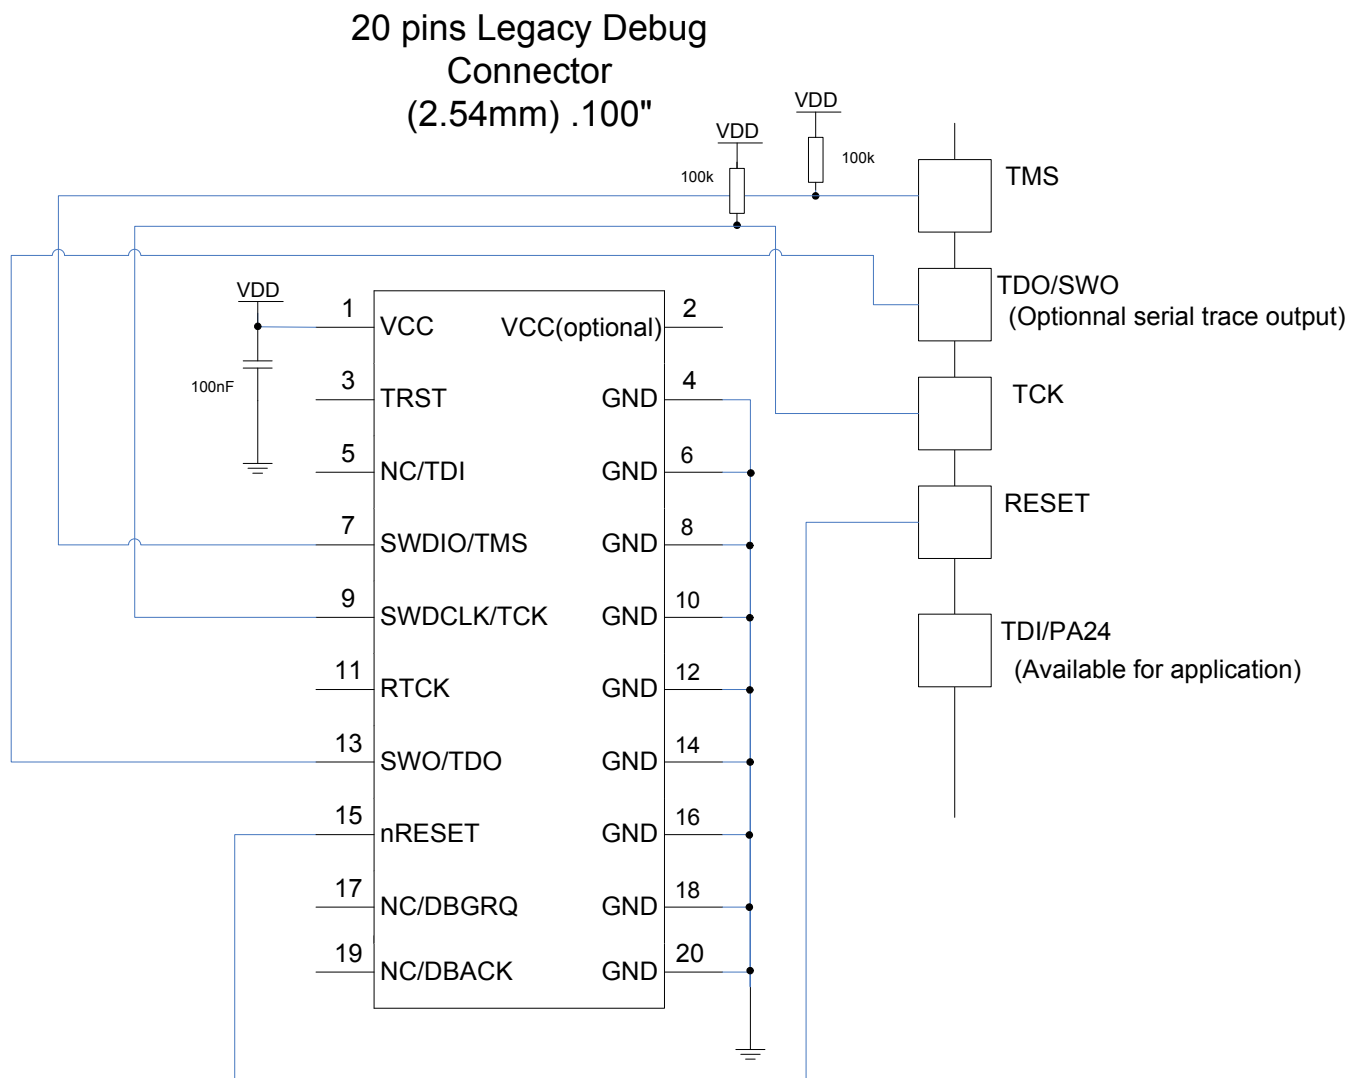 20 pins Legacy Debug
Connector
(2.54mm) .100"
VDD
VDD
100k
100k
TMS
TDO/SWO
(Optionnal serial trace output)
TCK
RESET
TDI/PA24
(Available for application)
VDD
100nF
1 VCC VCC(optional) 2
3 TRST GND 4
5 NC/TDI GND 6
7 SWDIO/TMS GND 8
9 SWDCLK/TCK GND 10
11 RTCK GND 12
13 SWO/TDO GND 14
15 nRESET GND 16
17 NC/DBGRQ GND 18
19 NC/DBACK GND 20